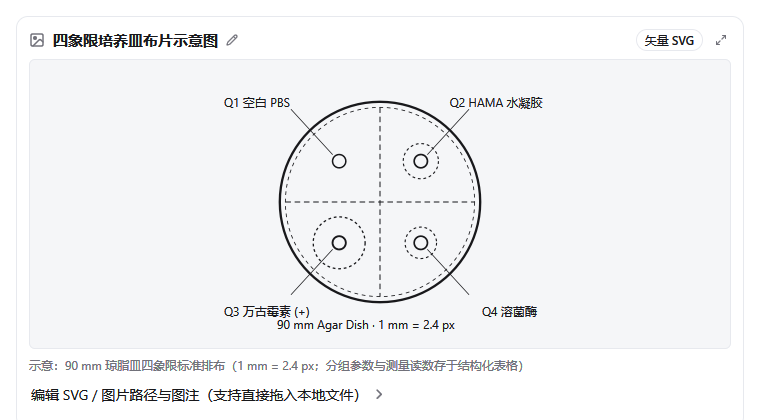 四象限培养皿布片示意图
矢量 SVG
Q1 空白 PBS
Q2 HAMA 水凝胶
Q3 万古霉素 (+)
Q4 溶菌酶
90 mm Agar Dish · 1 mm = 2.4 px
示意：90 mm 琼脂皿四象限标准排布（1 mm = 2.4 px；分组参数与测量读数存于结构化表格）
编辑 SVG / 图片路径与图注（支持直接拖入本地文件）